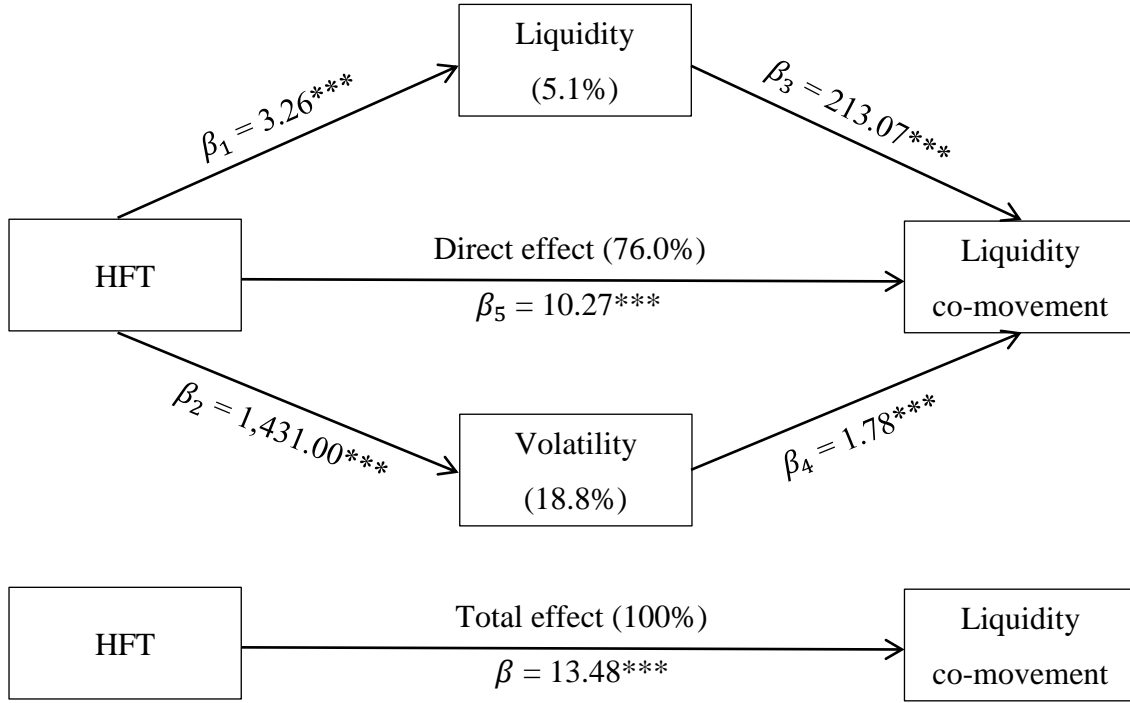 Liquidity
(5.1%)
β₁ = 3.26***
β₃ = 213.07***
HFT
Direct effect (76.0%)
β₅ = 10.27***
Liquidity
co-movement
β₂ = 1,431.00***
Volatility
(18.8%)
β₄ = 1.78***
HFT
Total effect (100%)
β = 13.48***
Liquidity
co-movement